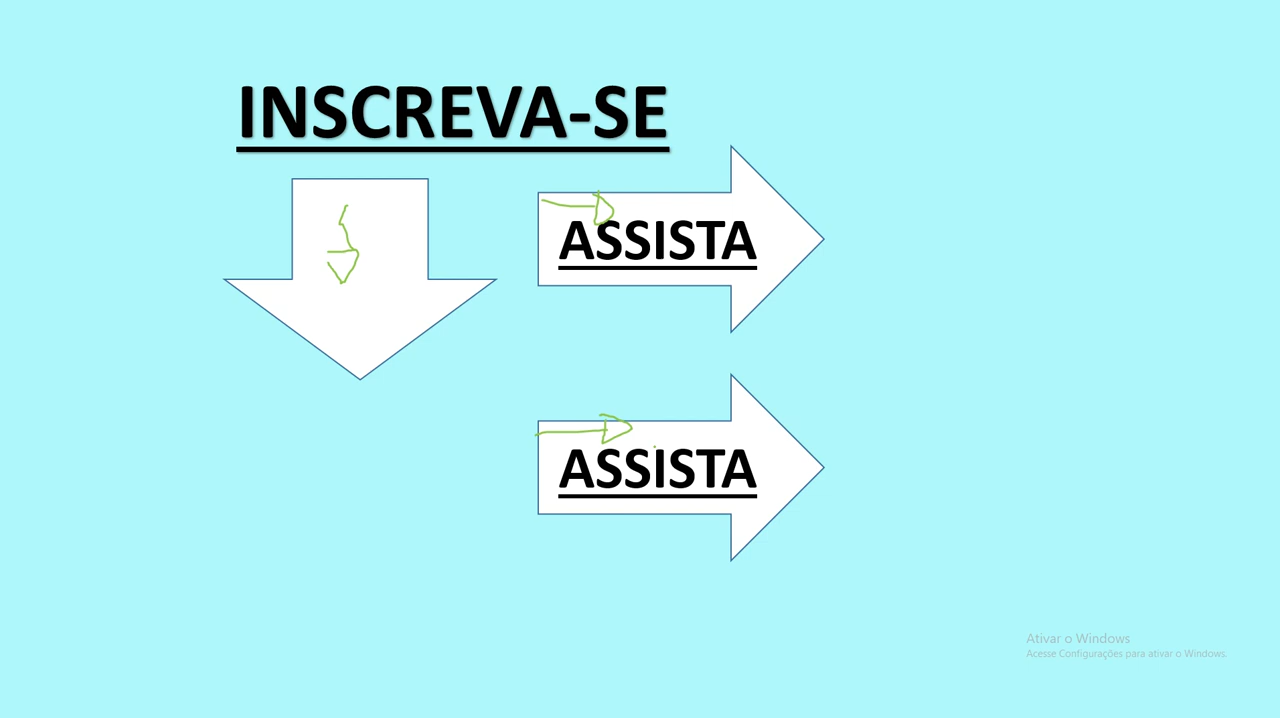 INSCREVA-SE
ASSISTA
ASSISTA
Ativar o Windows
Acesse Configurações para ativar o Windows.